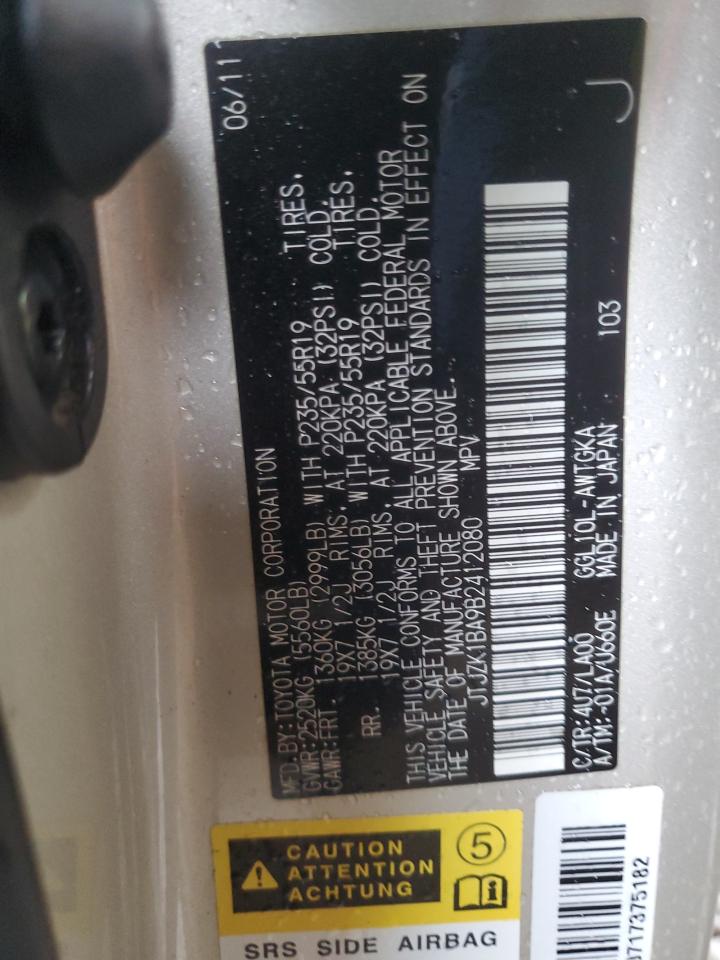 06/11
MFD.BY:TOYOTA MOTOR CORPORATION
GVWR:2520KG (5560LB)
GAWR:FRT. 1360KG (2999LB) WITH P235/55R19 TIRES,
19X7 1/2J RIMS, AT 220KPA (32PSI) COLD.
RR. 1385KG (3056LB) WITH P235/55R19 TIRES,
19X7 1/2J RIMS, AT 220KPA (32PSI) COLD.
THIS VEHICLE CONFORMS TO ALL APPLICABLE FEDERAL MOTOR
VEHICLE SAFETY AND THEFT PREVENTION STANDARDS IN EFFECT ON
THE DATE OF MANUFACTURE SHOWN ABOVE.
JTJZK1BA9B2412080 MPV
C/TR:4U7/LA00 GGL10L-AWTGKA
A/TM:-01A/U660E MADE IN JAPAN 103
J
CAUTION
ATTENTION
ACHTUNG
5
SRS SIDE AIRBAG
717375182